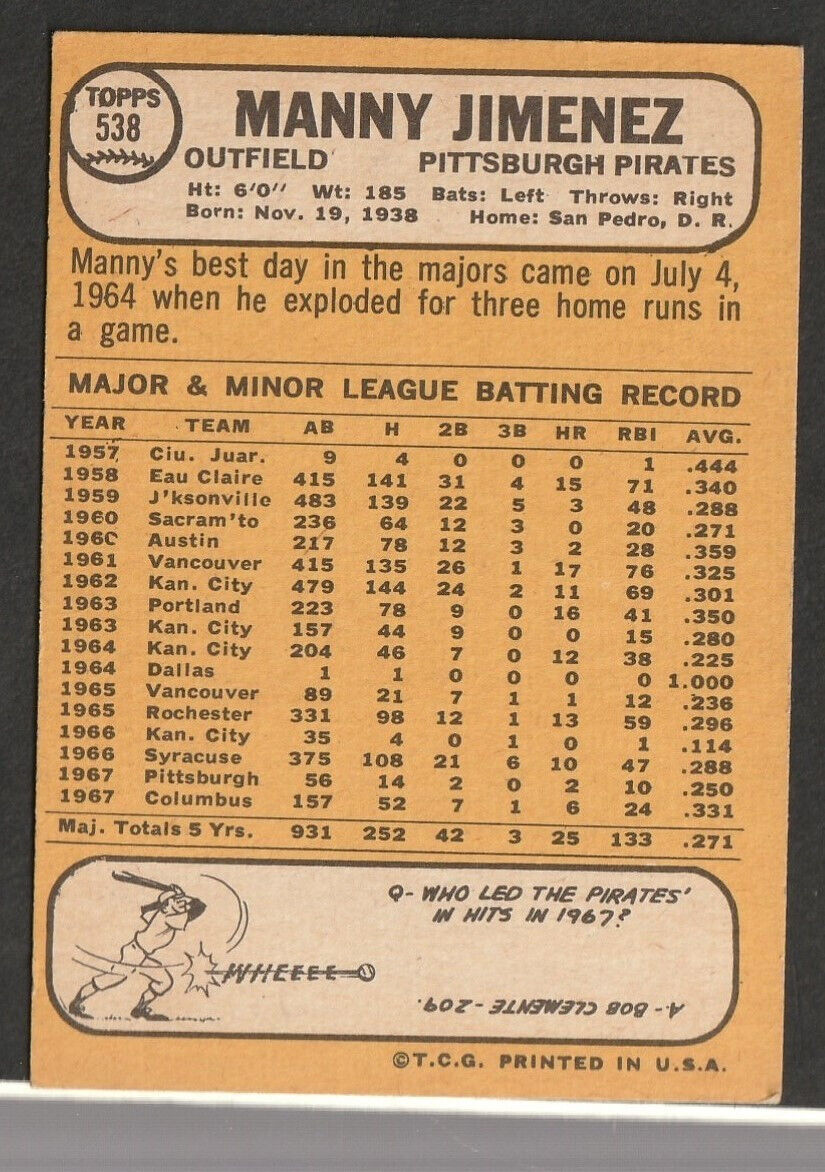 TOPPS
538
MANNY JIMENEZ
OUTFIELD PITTSBURGH PIRATES
Ht: 6'0" Wt: 185 Bats: Left Throws: Right
Born: Nov. 19, 1938 Home: San Pedro, D. R.
Manny's best day in the majors came on July 4,
1964 when he exploded for three home runs in
a game.
MAJOR & MINOR LEAGUE BATTING RECORD
YEAR TEAM AB H 2B 3B HR RBI AVG.
1957 Ciu. Juar. 9 4 0 0 0 1 .444
1958 Eau Claire 415 141 31 4 15 71 .340
1959 J'ksonville 483 139 22 5 3 48 .288
1960 Sacram'to 236 64 12 3 0 20 .271
1960 Austin 217 78 12 3 2 28 .359
1961 Vancouver 415 135 26 1 17 76 .325
1962 Kan. City 479 144 24 2 11 69 .301
1963 Portland 223 78 9 0 16 41 .350
1963 Kan. City 157 44 9 0 0 15 .280
1964 Kan. City 204 46 7 0 12 38 .225
1964 Dallas 1 1 0 0 0 0 1.000
1965 Vancouver 89 21 7 1 1 12 .236
1965 Rochester 331 98 12 1 13 59 .296
1966 Kan. City 35 4 0 1 0 1 .114
1966 Syracuse 375 108 21 6 10 47 .288
1967 Pittsburgh 56 14 2 0 2 10 .250
1967 Columbus 157 52 7 1 6 24 .331
Maj. Totals 5 Yrs. 931 252 42 3 25 133 .271
Q- WHO LED THE PIRATES'
IN HITS IN 1967?
WHEEEE
A- BOB CLEMENTE - 209.
©T.C.G. PRINTED IN U.S.A.